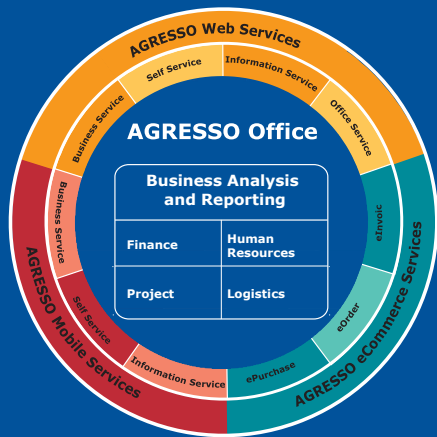 AGRESSO Web Services
Business Service
Self Service
Information Service
Office Service
AGRESSO Office
Business Analysis
and Reporting
Finance
Human
Resources
Project
Logistics
eInvoic
eOrder
ePurchase
AGRESSO eCommerce Services
Business Service
Self Service
Information Service
AGRESSO Mobile Services